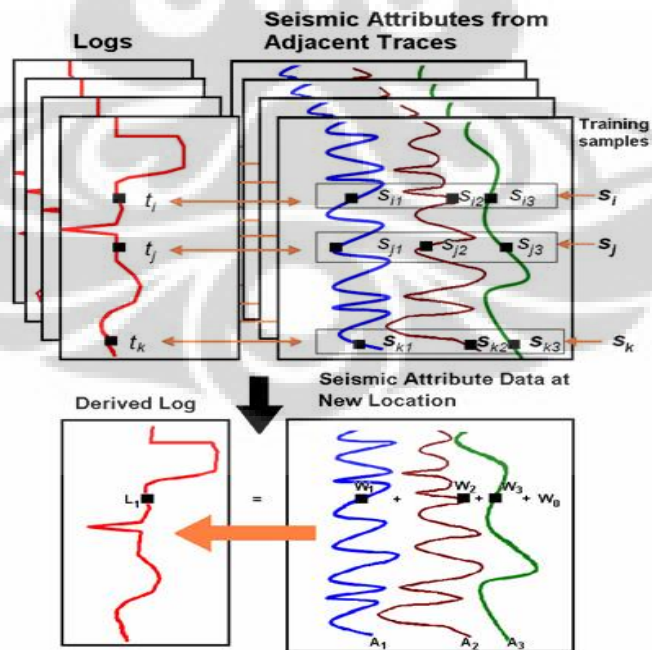 Seismic Attributes from
Adjacent Traces
Logs
Training
samples
tᵢ
Sⱼ₁
Sᵢ₂
Sᵢ₃
sᵢ
tⱼ
Sⱼ₁
Sⱼ₂
Sⱼ₃
sⱼ
tₖ
Sₖ₁
Sₖ₂
Sₖ₃
sₖ
Seismic Attribute Data at
New Location
Derived Log
L₁ = W₁ + W₂ + W₃ + W₀
A₁ A₂ A₃